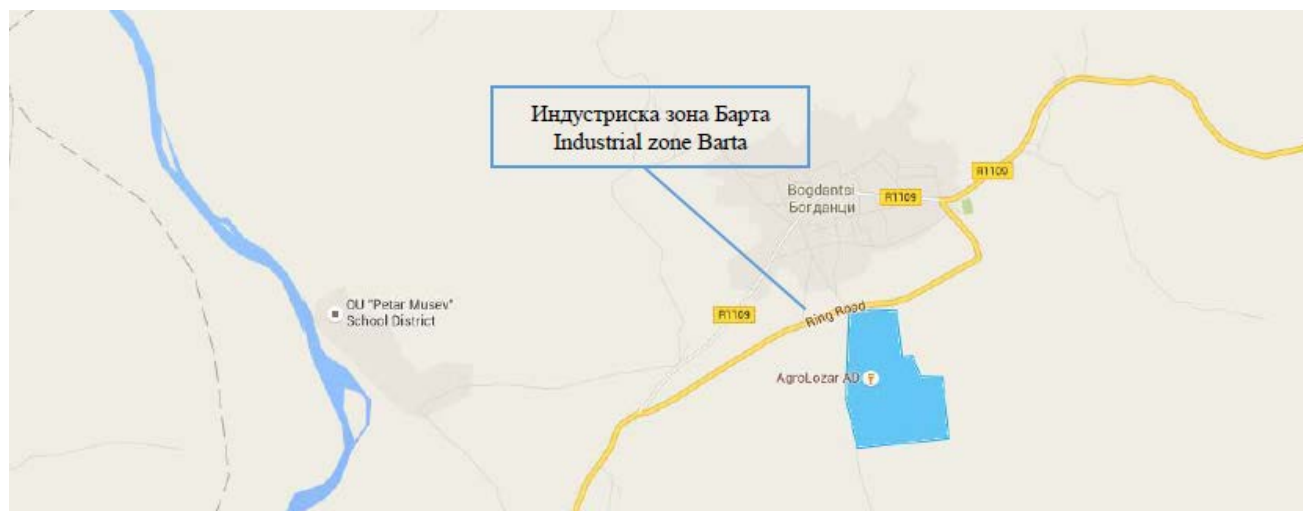 Индустриска зона Барта
Industrial zone Barta
Bogdantsi
Богданци
R1109
R1109
OU "Petar Musev"
School District
R1109
Ring Road
AgroLozar AD